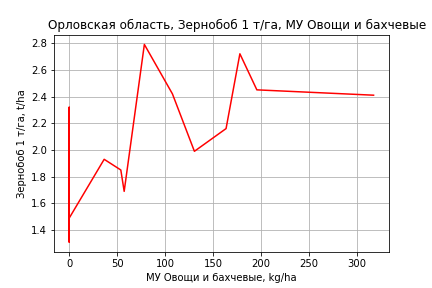 Орловская область, Зернобоб 1 т/га, МУ Овощи и бахчевые
Зернобоб 1 т/га, t/ha
2.8
2.6
2.4
2.2
2.0
1.8
1.6
1.4
0 50 100 150 200 250 300
МУ Овощи и бахчевые, kg/ha